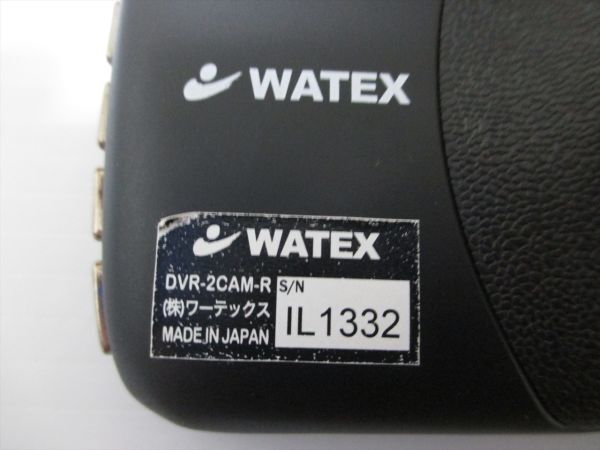 WATEX
WATEX
DVR-2CAM-R
(株)ワーテックス
MADE IN JAPAN
S/N
IL1332